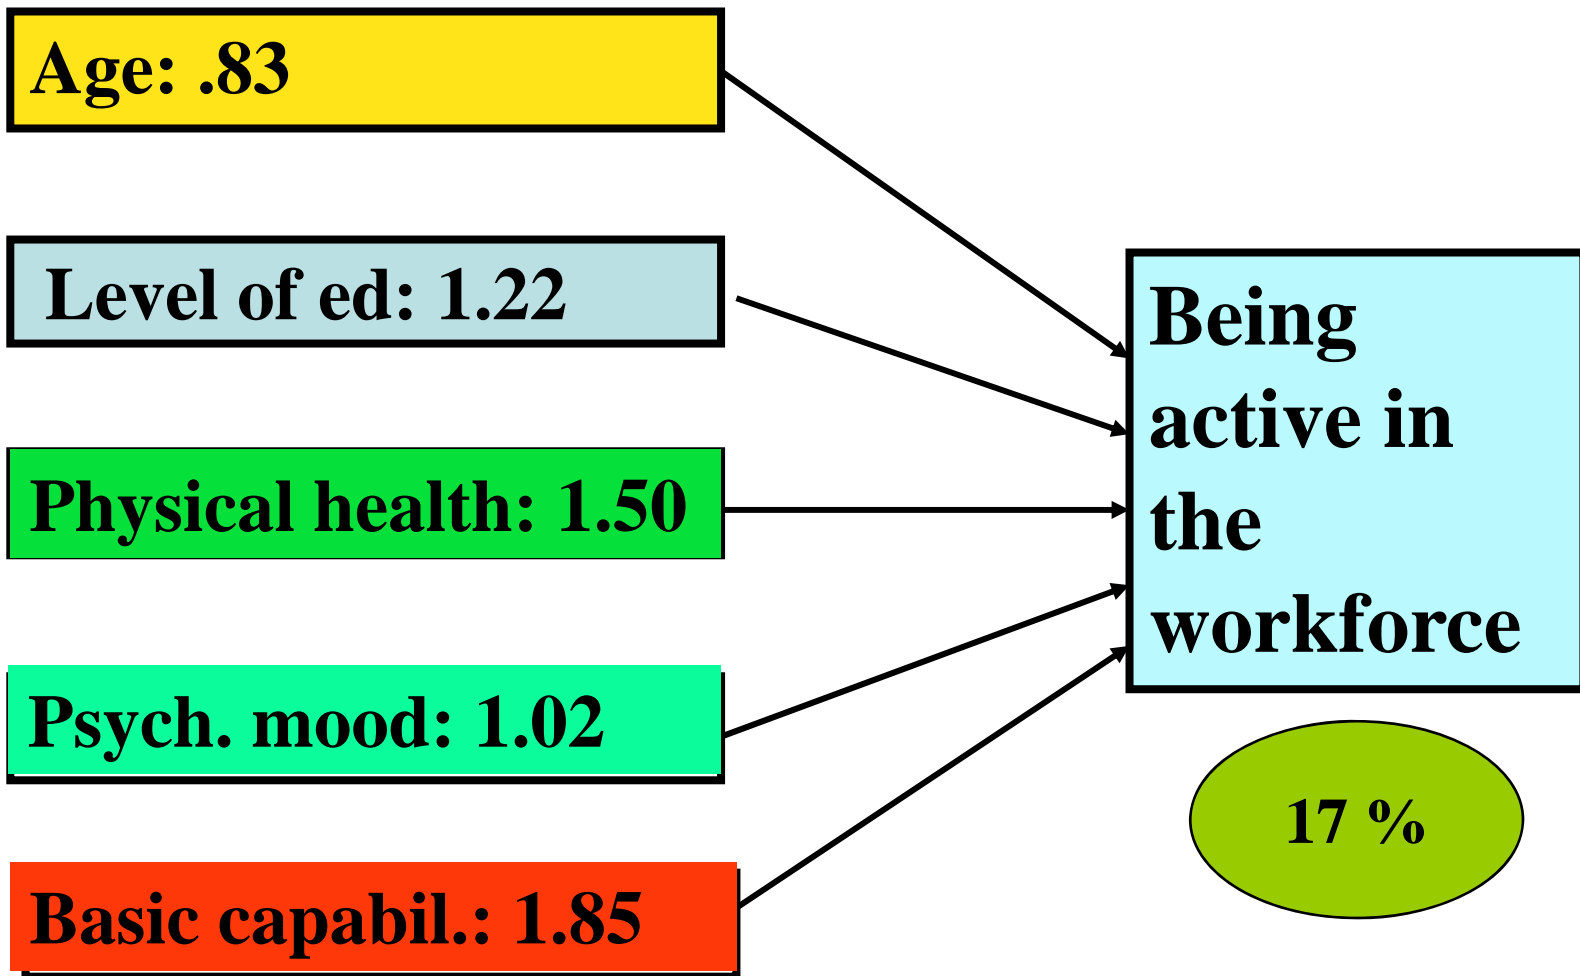 Age: .83
Level of ed: 1.22
Physical health: 1.50
Psych. mood: 1.02
Basic capabil.: 1.85
Being
active in
the
workforce
17 %